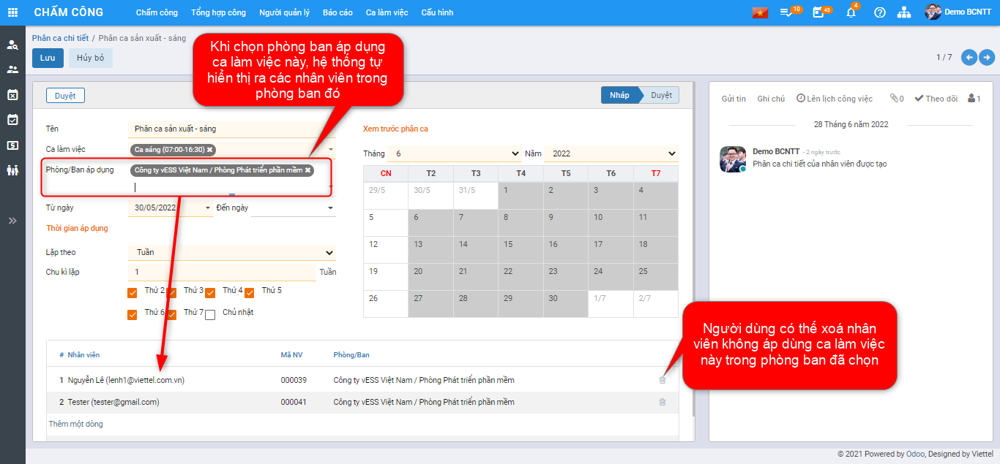 CHẤM CÔNG
Chấm công Tổng hợp công Người quản lý Báo cáo Ca làm việc Cấu hình
10 43 4 Demo BCNTT
Phân ca chi tiết / Phân ca sản xuất - sáng
Lưu Hủy bỏ
1 / 7
Khi chọn phòng ban áp dụng
ca làm việc này, hệ thống tự
hiển thị ra các nhân viên trong
phòng ban đó
Duyệt
Nháp Duyệt
Tên Phân ca sản xuất - sáng
Ca làm việc Ca sáng (07:00-16:30) ✖
Phòng/Ban áp dụng Công ty vESS Việt Nam / Phòng Phát triển phần mềm ✖
Từ ngày 30/05/2022 Đến ngày
Thời gian áp dụng
Lặp theo Tuần
Chu kì lặp 1 Tuần
Thứ 2 Thứ 3 Thứ 4 Thứ 5
Thứ 6 Thứ 7 Chủ nhật
Xem trước phân ca
Tháng 6 Năm 2022
CN T2 T3 T4 T5 T6 T7
29/5 30/5 31/5 1 2 3 4
5 6 7 8 9 10 11
12 13 14 15 16 17 18
19 20 21 22 23 24 25
26 27 28 29 30 1/7 2/7
# Nhân viên Mã NV Phòng/Ban
1 Nguyễn Lê (lenh1@viettel.com.vn) 000039 Công ty vESS Việt Nam / Phòng Phát triển phần mềm
2 Tester (tester@gmail.com) 000041 Công ty vESS Việt Nam / Phòng Phát triển phần mềm
Thêm một dòng
Gửi tin Ghi chú Lên lịch công việc 0 Theo dõi 1
28 Tháng 6 năm 2022
Demo BCNTT - 2 ngày trước
Phân ca chi tiết của nhân viên được tạo
Người dùng có thể xoá nhân
viên không áp dùng ca làm việc
này trong phòng ban đã chọn
© 2021 Powered by Odoo, Designed by Viettel